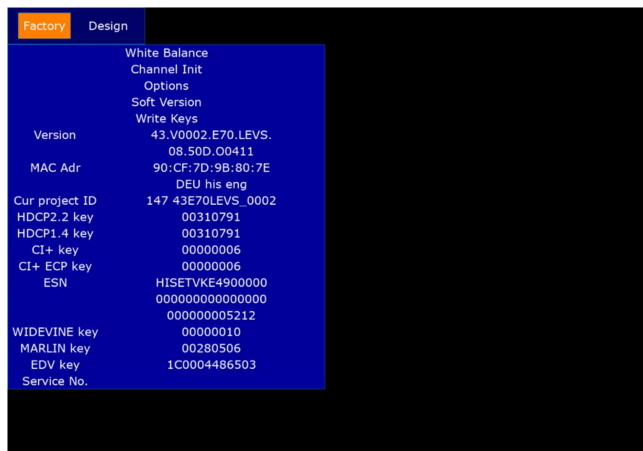 Factory Design
White Balance
Channel Init
Options
Soft Version
Write Keys
Version 43.V0002.E70.LEVS.
08.50D.O0411
MAC Adr 90:CF:7D:9B:80:7E
DEU his eng
Cur project ID 147 43E70LEVS_0002
HDCP2.2 key 00310791
HDCP1.4 key 00310791
CI+ key 00000006
CI+ ECP key 00000006
ESN HISETVKE4900000
000000000000000
000000005212
WIDEVINE key 00000010
MARLIN key 00280506
EDV key 1C0004486503
Service No.